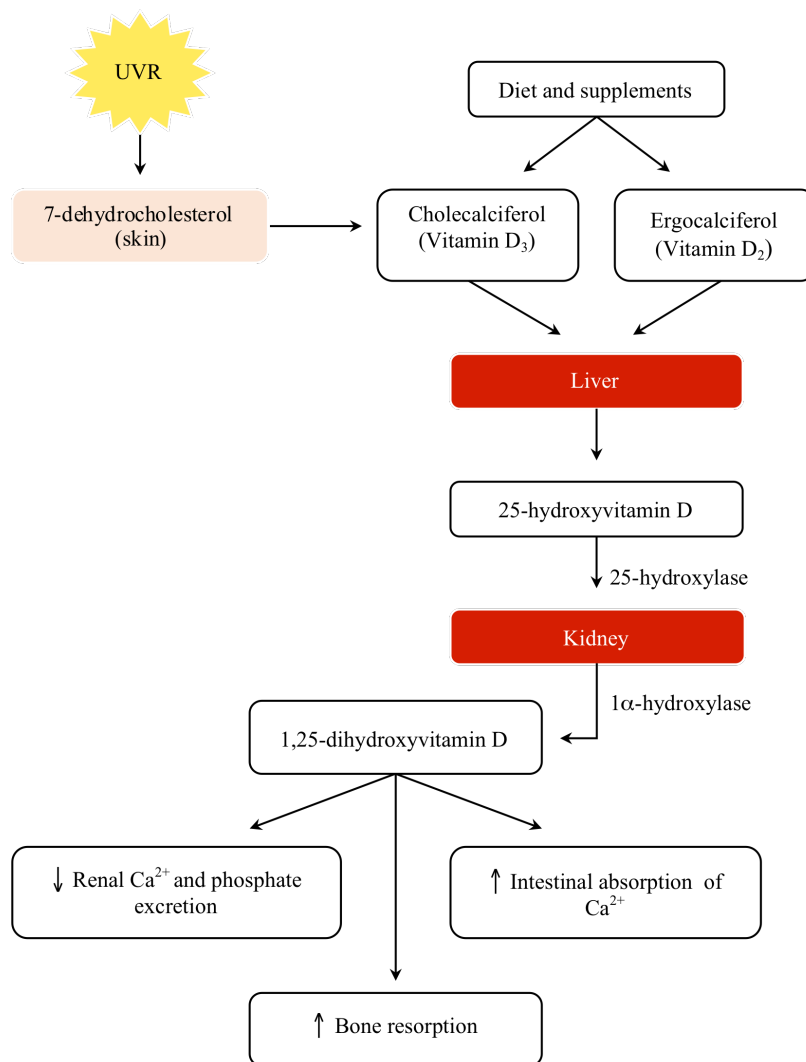 UVR
Diet and supplements
7-dehydrocholesterol
(skin)
Cholecalciferol
(Vitamin D₃)
Ergocalciferol
(Vitamin D₂)
Liver
25-hydroxyvitamin D
25-hydroxylase
Kidney
1α-hydroxylase
1,25-dihydroxyvitamin D
↓ Renal Ca²⁺ and phosphate
excretion
↑ Intestinal absorption of
Ca²⁺
↑ Bone resorption